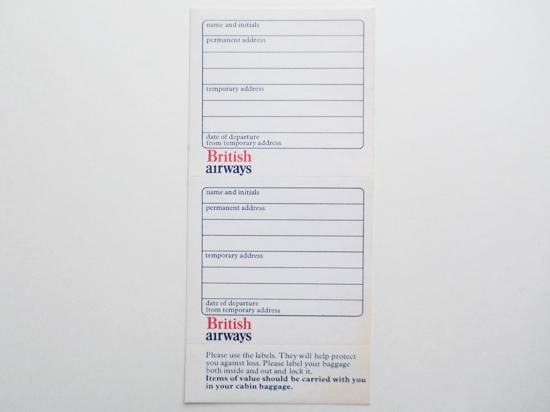 name and initials
permanent address
temporary address
date of departure
from temporary address
British
airways
name and initials
permanent address
temporary address
date of departure
from temporary address
British
airways
Please use the labels. They will help protect
you against loss. Please label your baggage
both inside and out and lock it.
Items of value should be carried with you
in your cabin baggage.